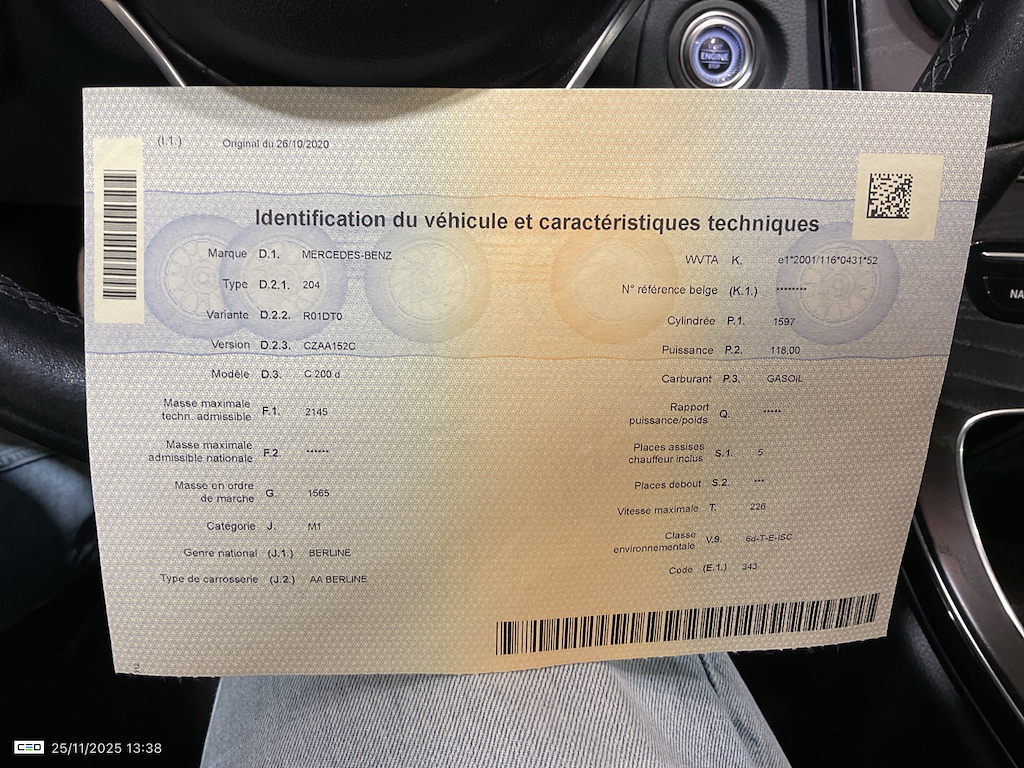 ENGINE
STOP
(I.1.) Original du 26/10/2020
Identification du véhicule et caractéristiques techniques
Marque D.1. MERCEDES-BENZ
Type D.2.1. 204
Variante D.2.2. R01DT0
Version D.2.3. CZAA152C
Modèle D.3. C 200 d
Masse maximale
techn. admissible F.1. 2145
Masse maximale
admissible nationale F.2. ******
Masse en ordre
de marche G. 1565
Catégorie J. M1
Genre national (J.1.) BERLINE
Type de carrosserie (J.2.) AA BERLINE
WVTA K. e1*2001/116*0431*52
N° référence belge (K.1.) ********
Cylindrée P.1. 1597
Puissance P.2. 118,00
Carburant P.3. GASOIL
Rapport
puissance/poids Q. *****
Places assises
chauffeur inclus S.1. 5
Places debout S.2. ***
Vitesse maximale T. 226
Classe
environnementale V.9. 6d-T-E-ISC
Code (E.1.) 343
NA
CEO 25/11/2025 13:38